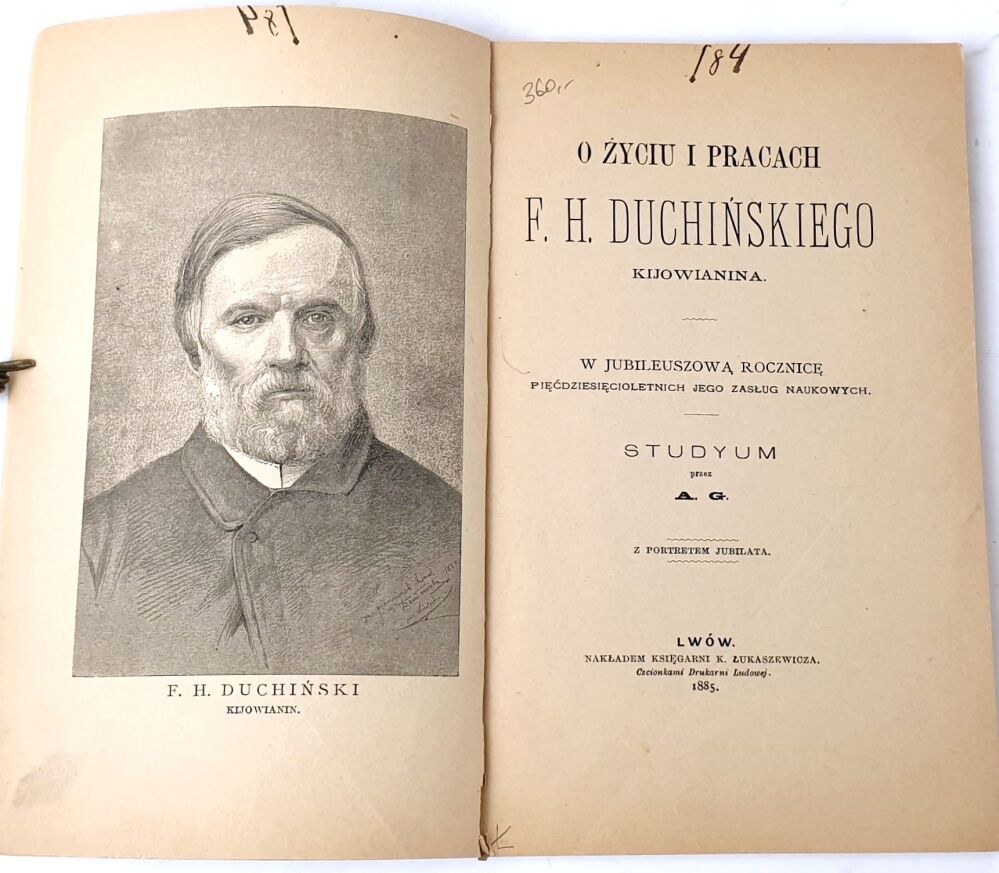 184
F. H. DUCHIŃSKI
KIJOWIANIN.
184
360,-
O ŻYCIU I PRACACH
F. H. DUCHIŃSKIEGO
KIJOWIANINA.
W JUBILEUSZOWĄ ROCZNICĘ
PIĘĆDZIESIĘCIOLETNICH JEGO ZASŁUG NAUKOWYCH.
STUDYUM
przez
A. G.
Z PORTRETEM JUBILATA.
LWÓW.
NAKŁADEM KSIĘGARNI K. ŁUKASZEWICZA.
Czcionkami Drukarni Ludowej.
1885.